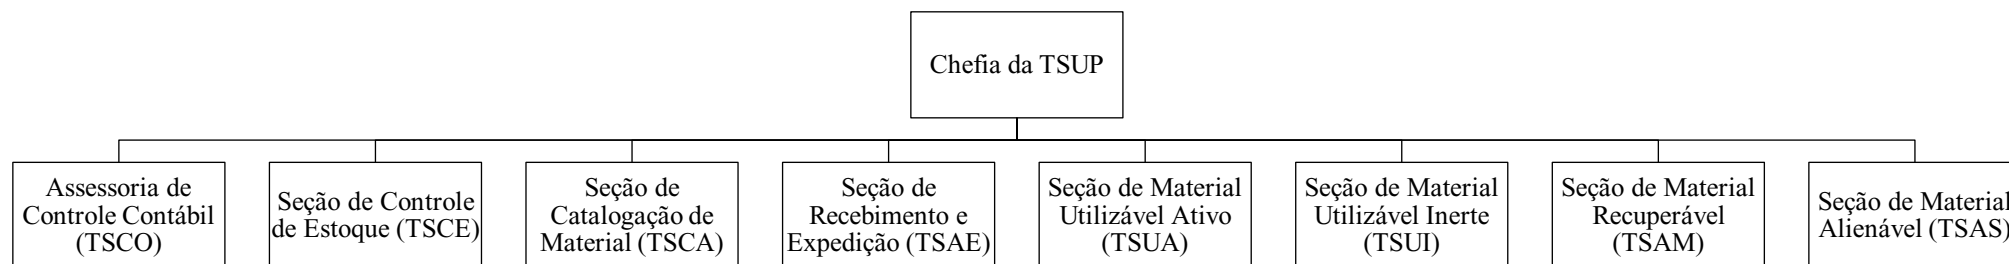 Chefia da TSUP
Assessoria de
Controle Contábil
(TSCO)
Seção de Controle
de Estoque (TSCE)
Seção de
Catalogação de
Material (TSCA)
Seção de
Recebimento e
Expedição (TSAE)
Seção de Material
Utilizável Ativo
(TSUA)
Seção de Material
Utilizável Inerte
(TSUI)
Seção de Material
Recuperável
(TSAM)
Seção de Material
Alienável (TSAS)